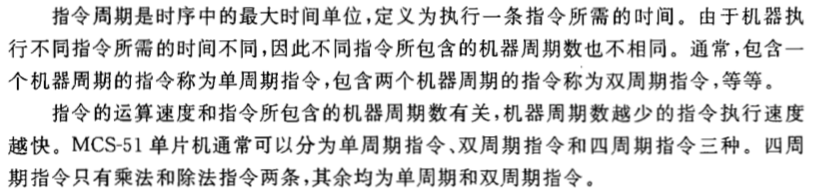 指令周期是时序中的最大时间单位,定义为执行一条指令所需的时间。由于机器执
行不同指令所需的时间不同,因此不同指令所包含的机器周期数也不相同。通常,包含一
个机器周期的指令称为单周期指令,包含两个机器周期的指令称为双周期指令,等等。
指令的运算速度和指令所包含的机器周期数有关,机器周期数越少的指令执行速度
越快。MCS-51 单片机通常可以分为单周期指令、双周期指令和四周期指令三种。四周
期指令只有乘法和除法指令两条,其余均为单周期和双周期指令。